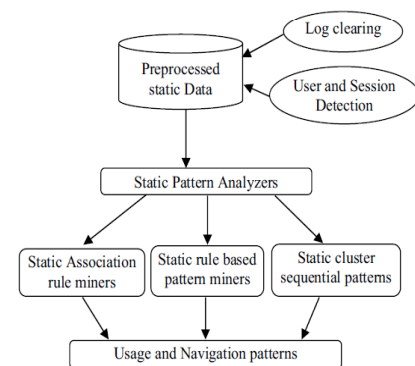 Log clearing
Preprocessed
static Data
User and Session
Detection
Static Pattern Analyzers
Static Association
rule miners
Static rule based
pattern miners
Static cluster
sequential patterns
Usage and Navigation patterns